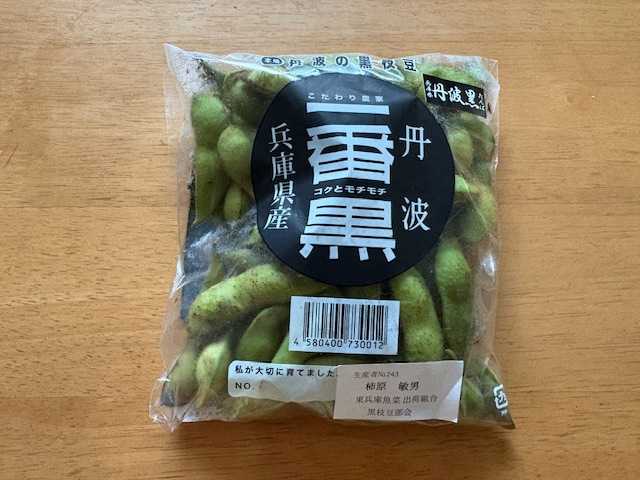 丹波の黒枝豆
丹波黒
こだわり農家
丹波
一番黒
コクとモチモチ
兵庫県産
4 580400 730012
私が大切に育てました
NO.
生産者No.243
柿原 敏男
東兵庫魚菜出荷組合
黒枝豆部会